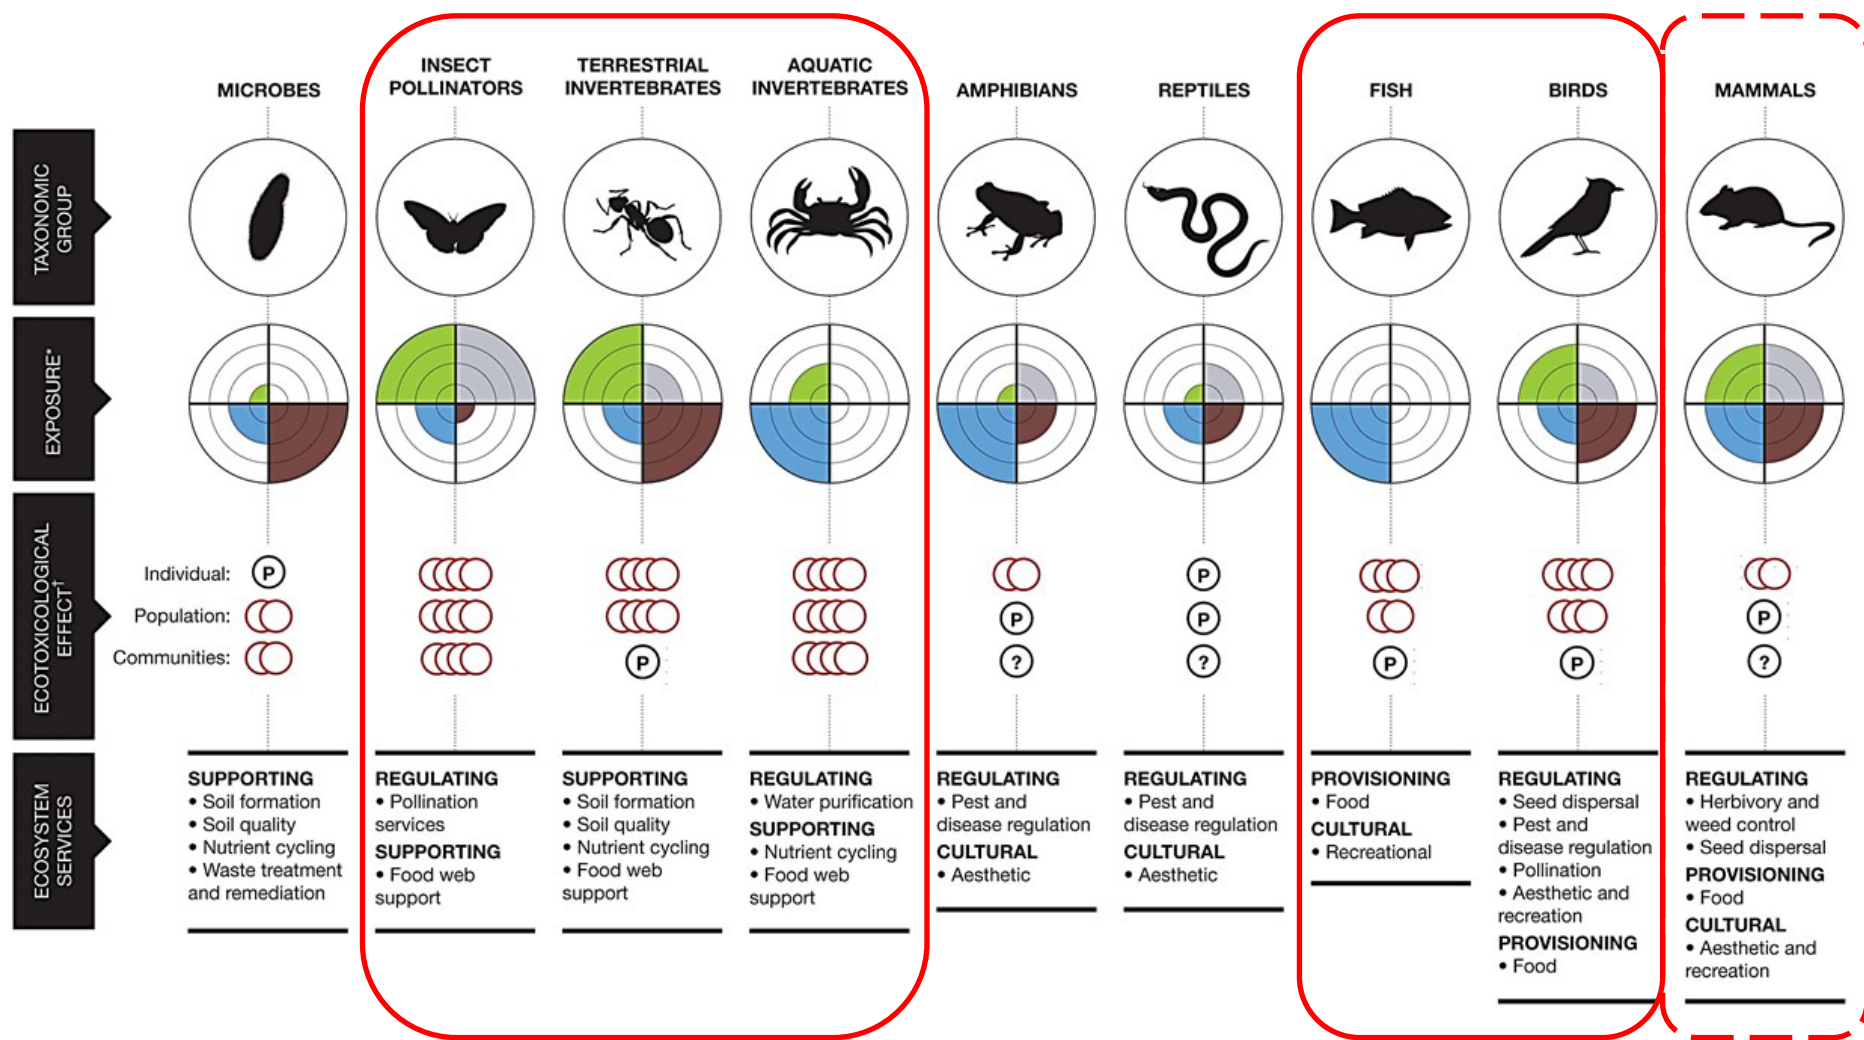 MICROBES
INSECT
POLLINATORS
TERRESTRIAL
INVERTEBRATES
AQUATIC
INVERTEBRATES
AMPHIBIANS
REPTILES
FISH
BIRDS
MAMMALS
TAXONOMIC
GROUP
EXPOSURE*
ECOTOXICOLOGICAL
EFFECT†
Individual:
P
P
Population:
P
P
P
Communities:
P
?
?
P
P
?
ECOSYSTEM
SERVICES
SUPPORTING
• Soil formation
• Soil quality
• Nutrient cycling
• Waste treatment
and remediation
REGULATING
• Pollination
services
SUPPORTING
• Food web
support
SUPPORTING
• Soil formation
• Soil quality
• Nutrient cycling
• Food web
support
REGULATING
• Water purification
SUPPORTING
• Nutrient cycling
• Food web
support
REGULATING
• Pest and
disease regulation
CULTURAL
• Aesthetic
REGULATING
• Pest and
disease regulation
CULTURAL
• Aesthetic
PROVISIONING
• Food
CULTURAL
• Recreational
REGULATING
• Seed dispersal
• Pest and
disease regulation
• Pollination
• Aesthetic and
recreation
PROVISIONING
• Food
REGULATING
• Herbivory and
weed control
• Seed dispersal
PROVISIONING
• Food
CULTURAL
• Aesthetic and
recreation